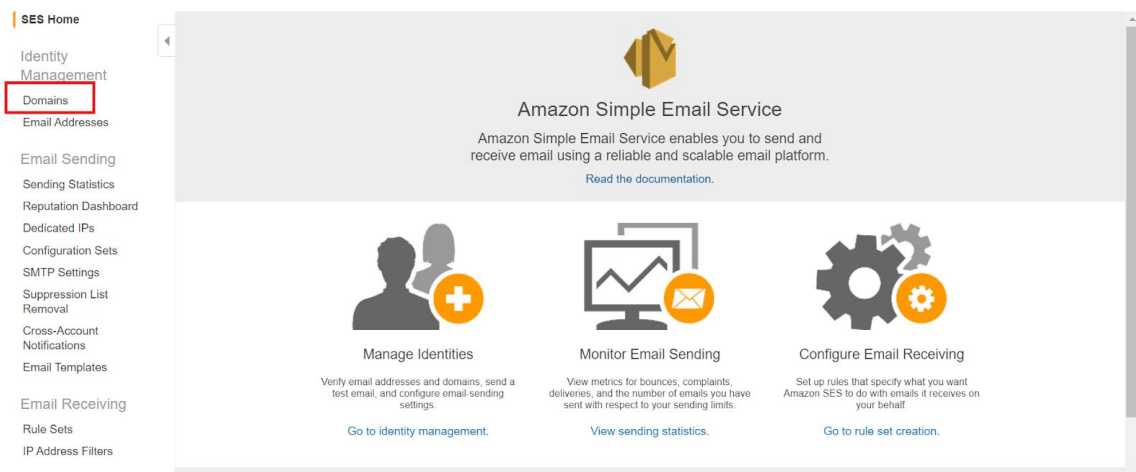 SES Home
Identity
Management
Domains
Email Addresses
Email Sending
Sending Statistics
Reputation Dashboard
Dedicated IPs
Configuration Sets
SMTP Settings
Suppression List
Removal
Cross-Account
Notifications
Email Templates
Email Receiving
Rule Sets
IP Address Filters
Amazon Simple Email Service
Amazon Simple Email Service enables you to send and
receive email using a reliable and scalable email platform.
Read the documentation.
Manage Identities
Verify email addresses and domains, send a
test email, and configure email-sending
settings.
Go to identity management.
Monitor Email Sending
View metrics for bounces, complaints,
deliveries, and the number of emails you have
sent with respect to your sending limits.
View sending statistics.
Configure Email Receiving
Set up rules that specify what you want
Amazon SES to do with emails it receives on
your behalf.
Go to rule set creation.